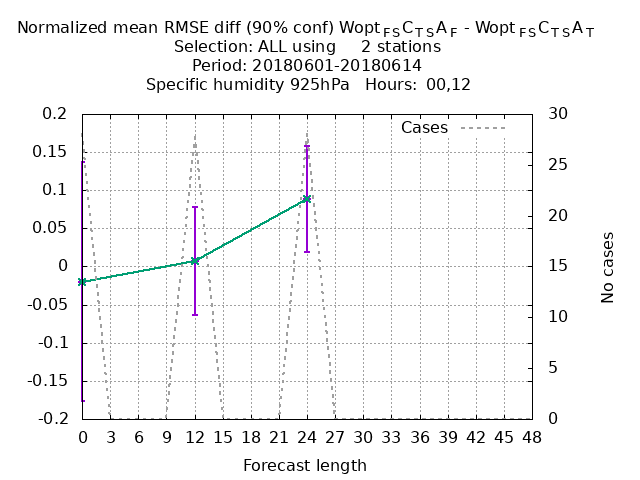 Normalized mean RMSE diff (90% conf) Wopt FS C TS A F - Wopt FS C TS A T
Selection: ALL using 2 stations
Period: 20180601-20180614
Specific humidity 925hPa Hours: 00,12
Cases
0.2
0.15
0.1
0.05
0
-0.05
-0.1
-0.15
-0.2
30
25
20
15
10
5
0
No cases
0 3 6 9 12 15 18 21 24 27 30 33 36 39 42 45 48
Forecast length